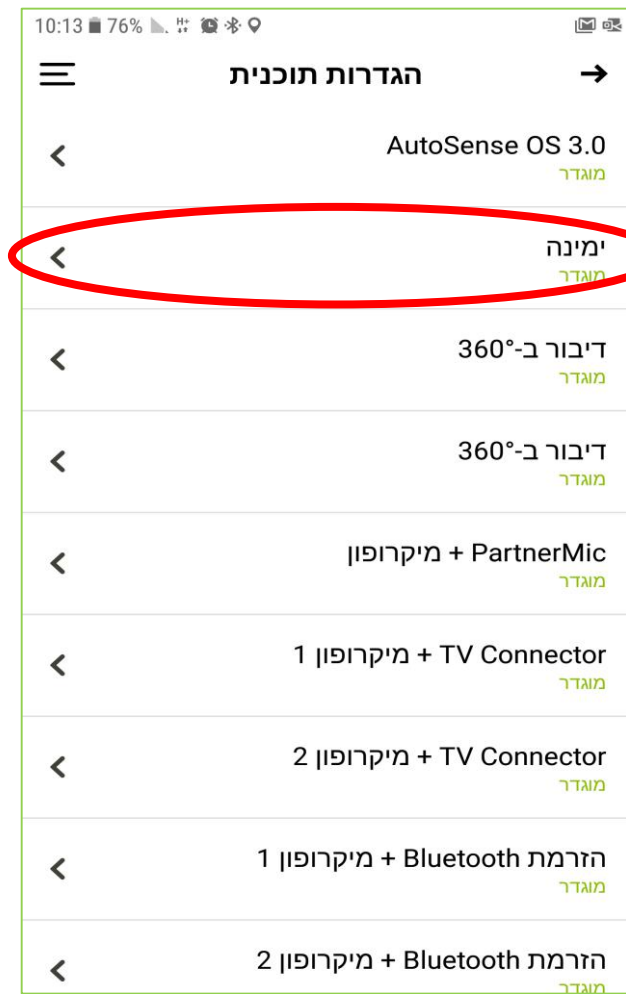 10:13 76% H+
הגדרות תוכנית
AutoSense OS 3.0
מוגדר
ימינה
מוגדר
דיבור ב-360°
מוגדר
דיבור ב-360°
מוגדר
PartnerMic + מיקרופון
מוגדר
TV Connector + מיקרופון 1
מוגדר
TV Connector + מיקרופון 2
מוגדר
הזרמת Bluetooth + מיקרופון 1
מוגדר
הזרמת Bluetooth + מיקרופון 2
מוגדר